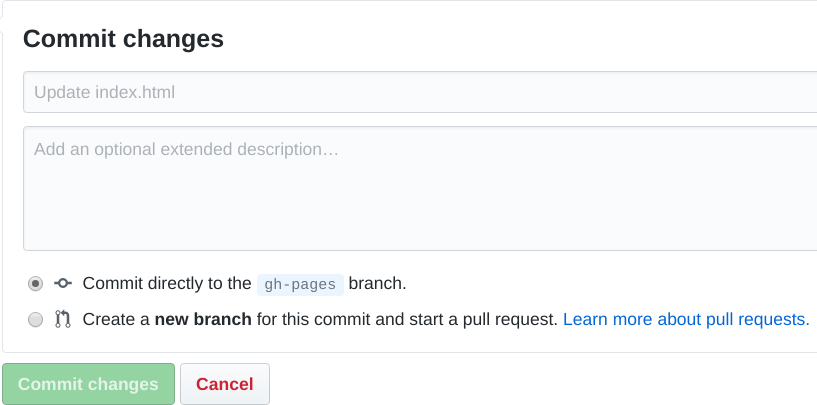 Commit changes
Update index.html
Add an optional extended description…
Commit directly to the gh-pages branch.
Create a new branch for this commit and start a pull request. Learn more about pull requests.
Commit changes Cancel